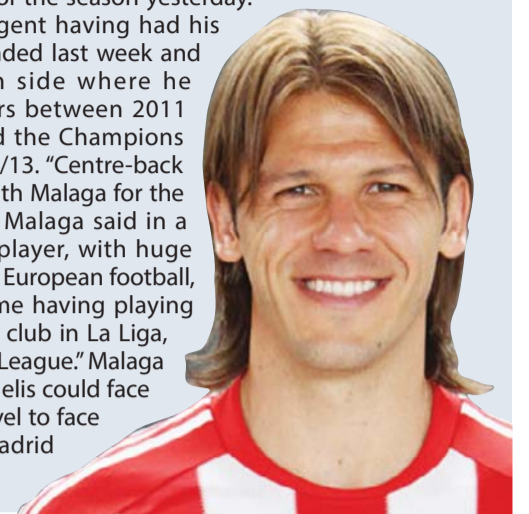 or the season yesterday.
gent having had his
nded last week and
n side where he
rs between 2011
d the Champions
/13. “Centre-back
th Malaga for the
Malaga said in a
player, with huge
European football,
me having playing
club in La Liga,
League.” Malaga
elis could face
vel to face
adrid